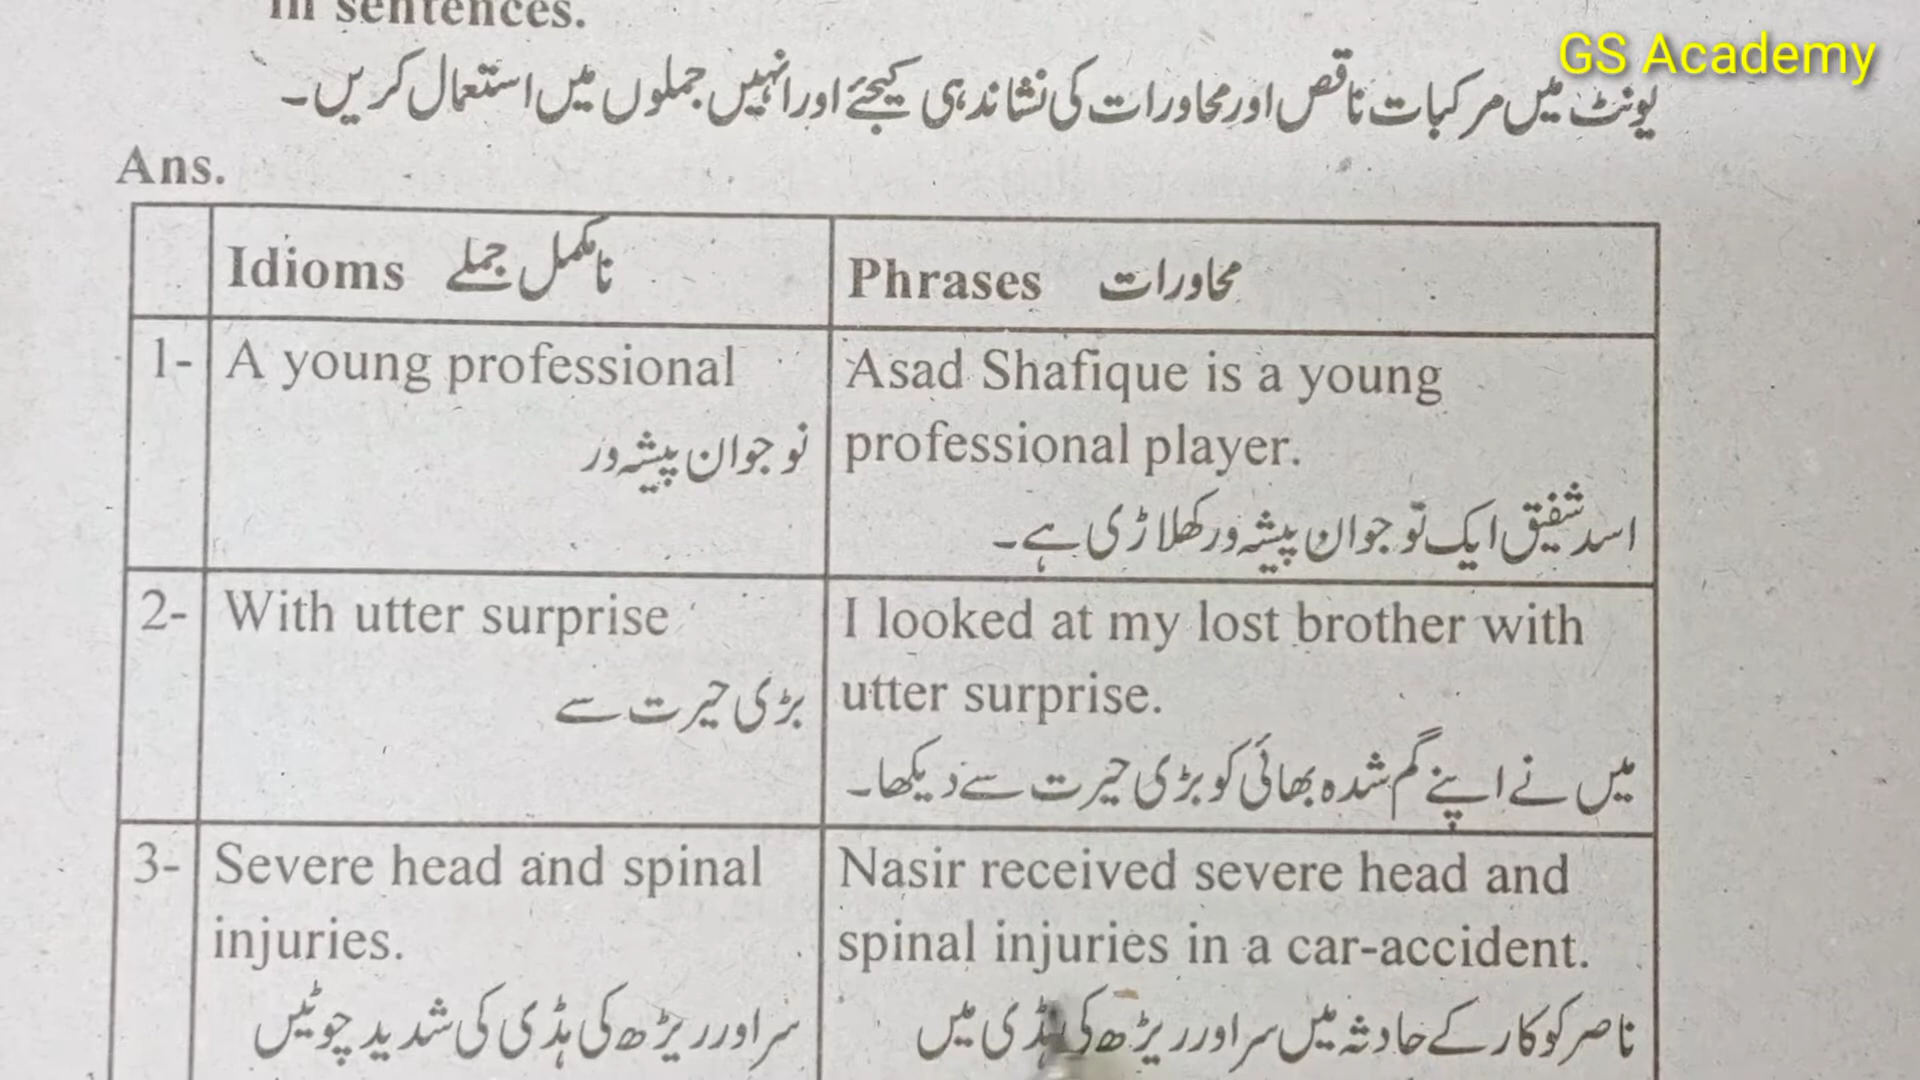 in sentences.
GS Academy
یونٹ میں مرکبات ناقص اور محاورات کی نشاندہی کیجئے اور انہیں جملوں میں استعمال کریں۔
Ans.
Idioms نامکمل جملے
Phrases محاورات
1- A young professional
نوجوان پیشہ ور
Asad Shafique is a young
professional player.
اسد شفیق ایک نوجوان پیشہ ور کھلاڑی ہے۔
2- With utter surprise
بڑی حیرت سے
I looked at my lost brother with
utter surprise.
میں نے اپنے گم شدہ بھائی کو بڑی حیرت سے دیکھا۔
3- Severe head and spinal
injuries.
سر اور ریڑھ کی ہڈی کی شدید چوٹیں
Nasir received severe head and
spinal injuries in a car-accident.
ناصر کو کار کے حادثہ میں سر اور ریڑھ کی ہڈی میں